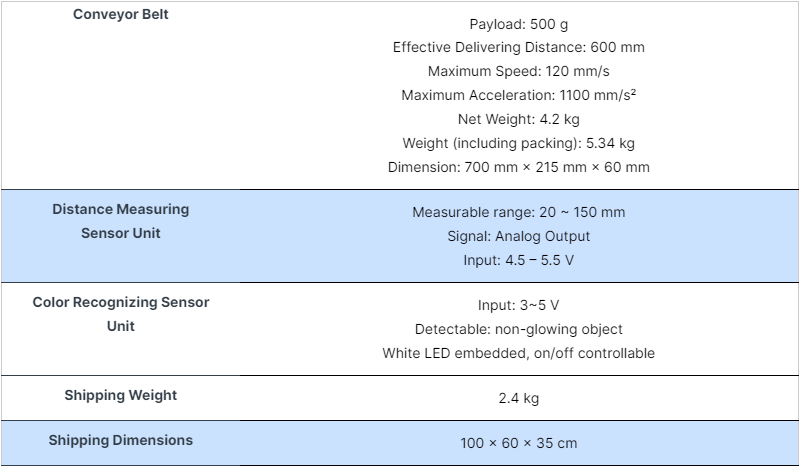 Conveyor Belt
Payload: 500 g
Effective Delivering Distance: 600 mm
Maximum Speed: 120 mm/s
Maximum Acceleration: 1100 mm/s²
Net Weight: 4.2 kg
Weight (including packing): 5.34 kg
Dimension: 700 mm × 215 mm × 60 mm
Distance Measuring
Sensor Unit
Measurable range: 20 ~ 150 mm
Signal: Analog Output
Input: 4.5 – 5.5 V
Color Recognizing Sensor
Unit
Input: 3~5 V
Detectable: non-glowing object
White LED embedded, on/off controllable
Shipping Weight
2.4 kg
Shipping Dimensions
100 × 60 × 35 cm